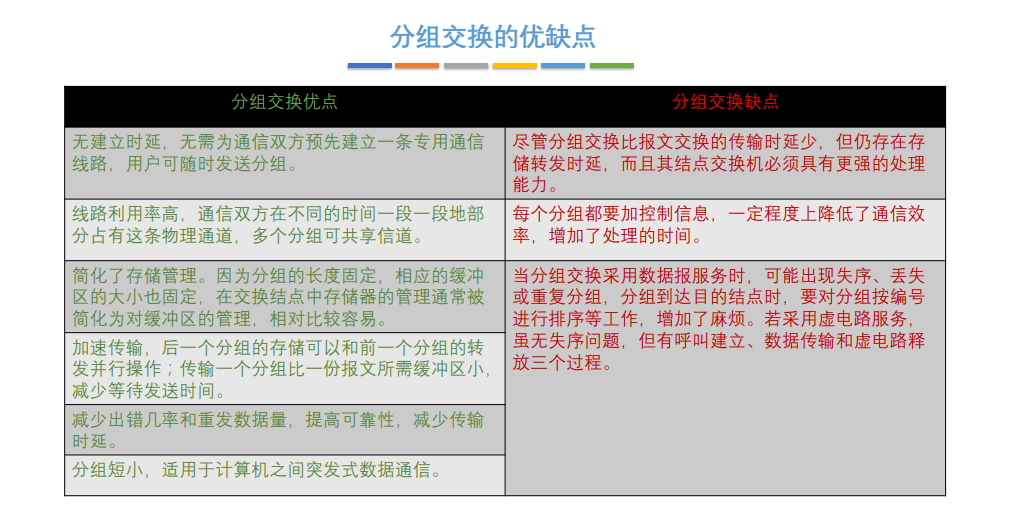 分组交换的优缺点
分组交换优点
分组交换缺点
无建立时延，无需为通信双方预先建立一条专用通信
线路，用户可随时发送分组。
尽管分组交换比报文交换的传输时延少，但仍存在存
储转发时延，而且其结点交换机必须具有更强的处理
能力。
线路利用率高，通信双方在不同的时间一段一段地部
分占有这条物理通道，多个分组可共享信道。
每个分组都要加控制信息，一定程度上降低了通信效
率，增加了处理的时间。
简化了存储管理。因为分组的长度固定，相应的缓冲
区的大小也固定，在交换结点中存储器的管理通常被
简化为对缓冲区的管理，相对比较容易。
当分组交换采用数据报服务时，可能出现失序、丢失
或重复分组，分组到达目的结点时，要对分组按编号
进行排序等工作，增加了麻烦。若采用虚电路服务，
虽无失序问题，但有呼叫建立、数据传输和虚电路释
放三个过程。
加速传输，后一个分组的存储可以和前一个分组的转
发并行操作；传输一个分组比一份报文所需缓冲区小，
减少等待发送时间。
减少出错几率和重发数据量，提高可靠性，减少传输
时延。
分组短小，适用于计算机之间突发式数据通信。